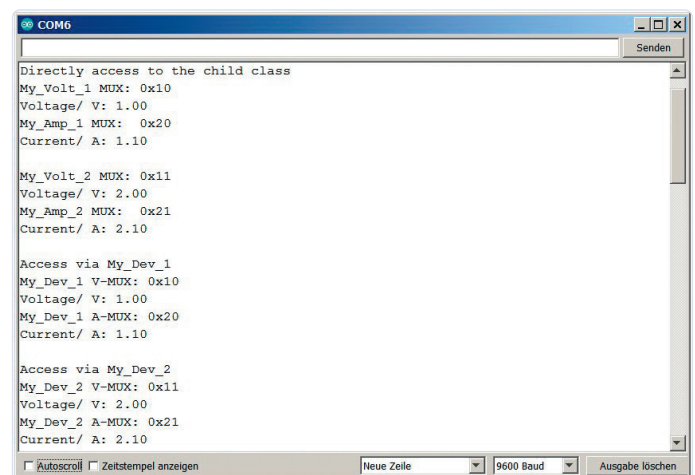 COM6
Senden
Directly access to the child class
My_Volt_1 MUX: 0x10
Voltage/ V: 1.00
My_Amp_1 MUX:  0x20
Current/ A: 1.10
My_Volt_2 MUX: 0x11
Voltage/ V: 2.00
My_Amp_2 MUX:  0x21
Current/ A: 2.10
Access via My_Dev_1
My_Dev_1 V-MUX: 0x10
Voltage/ V: 1.00
My_Dev_1 A-MUX: 0x20
Current/ A: 1.10
Access via My_Dev_2
My_Dev_2 V-MUX: 0x11
Voltage/ V: 2.00
My_Dev_2 A-MUX: 0x21
Current/ A: 2.10
Autoscroll Zeitstempel anzeigen Neue Zeile 9600 Baud Ausgabe löschen